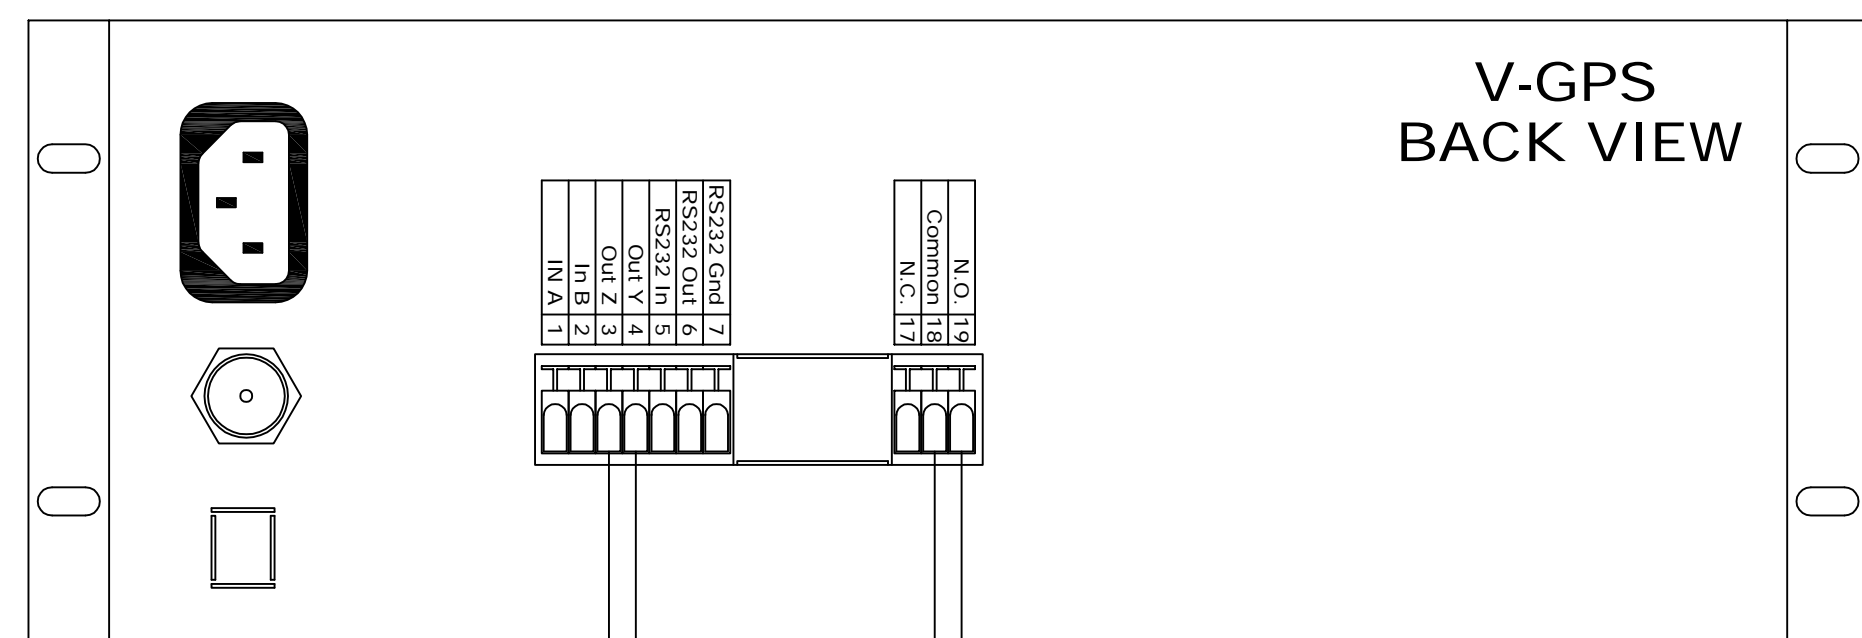 V-GPS
BACK VIEW
IN A 1
In B 2
Out Z 3
Out Y 4
RS232 In 5
RS232 Out 6
RS232 Gnd 7
N.C. 17
Common 18
N.O. 19